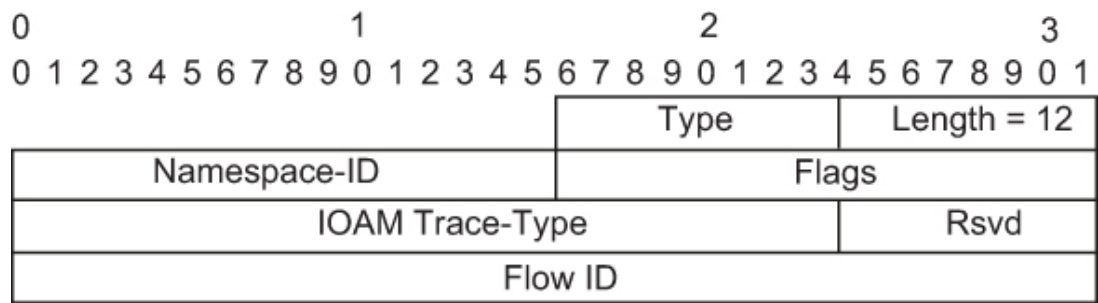 0 1 2 3
0 1 2 3 4 5 6 7 8 9 0 1 2 3 4 5 6 7 8 9 0 1 2 3 4 5 6 7 8 9 0 1
Type Length = 12
Namespace-ID Flags
IOAM Trace-Type Rsvd
Flow ID